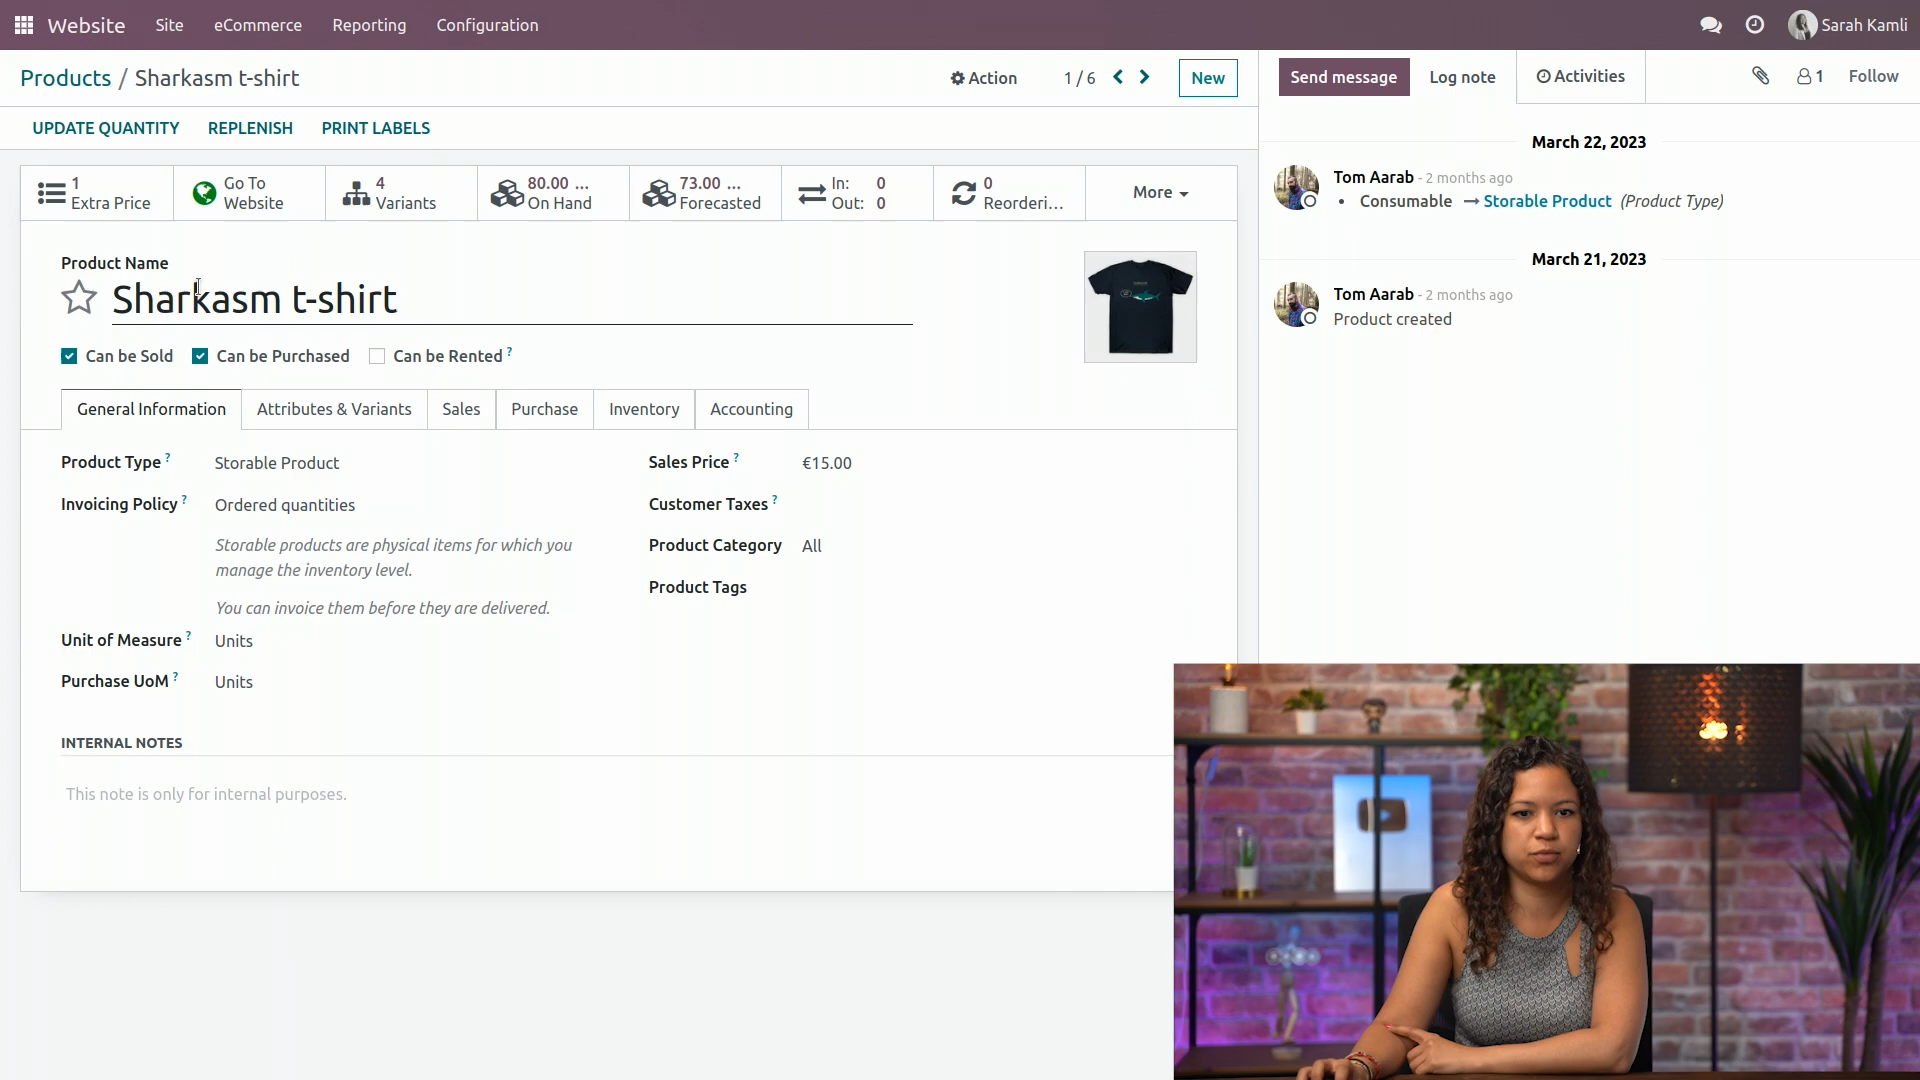 Website Site eCommerce Reporting Configuration Sarah Kamli
Products / Sharkasm t-shirt Action 1 / 6 New
Send message Log note Activities 1 Follow
UPDATE QUANTITY REPLENISH PRINT LABELS
1 Extra Price
Go To Website
4 Variants
80.00 ... On Hand
73.00 ... Forecasted
In: 0
Out: 0
0 Reorderi...
More
Product Name
Sharkasm t-shirt
Can be Sold Can be Purchased Can be Rented ?
General Information Attributes & Variants Sales Purchase Inventory Accounting
Product Type ? Storable Product
Invoicing Policy ? Ordered quantities
Storable products are physical items for which you
manage the inventory level.
You can invoice them before they are delivered.
Unit of Measure ? Units
Purchase UoM ? Units
Sales Price ? €15.00
Customer Taxes ?
Product Category All
Product Tags
INTERNAL NOTES
This note is only for internal purposes.
March 22, 2023
Tom Aarab - 2 months ago
• Consumable → Storable Product (Product Type)
March 21, 2023
Tom Aarab - 2 months ago
Product created